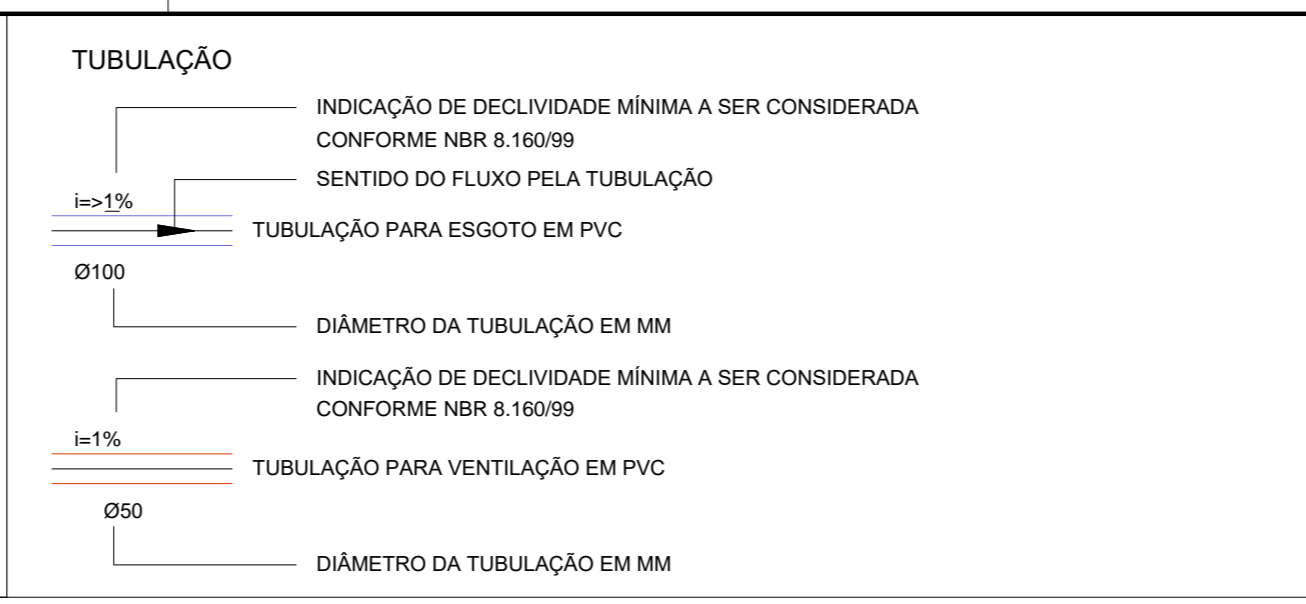 TUBULAÇÃO
INDICAÇÃO DE DECLIVIDADE MÍNIMA A SER CONSIDERADA
CONFORME NBR 8.160/99
SENTIDO DO FLUXO PELA TUBULAÇÃO
i=>1%
TUBULAÇÃO PARA ESGOTO EM PVC
Ø100
DIÂMETRO DA TUBULAÇÃO EM MM
INDICAÇÃO DE DECLIVIDADE MÍNIMA A SER CONSIDERADA
CONFORME NBR 8.160/99
i=1%
TUBULAÇÃO PARA VENTILAÇÃO EM PVC
Ø50
DIÂMETRO DA TUBULAÇÃO EM MM